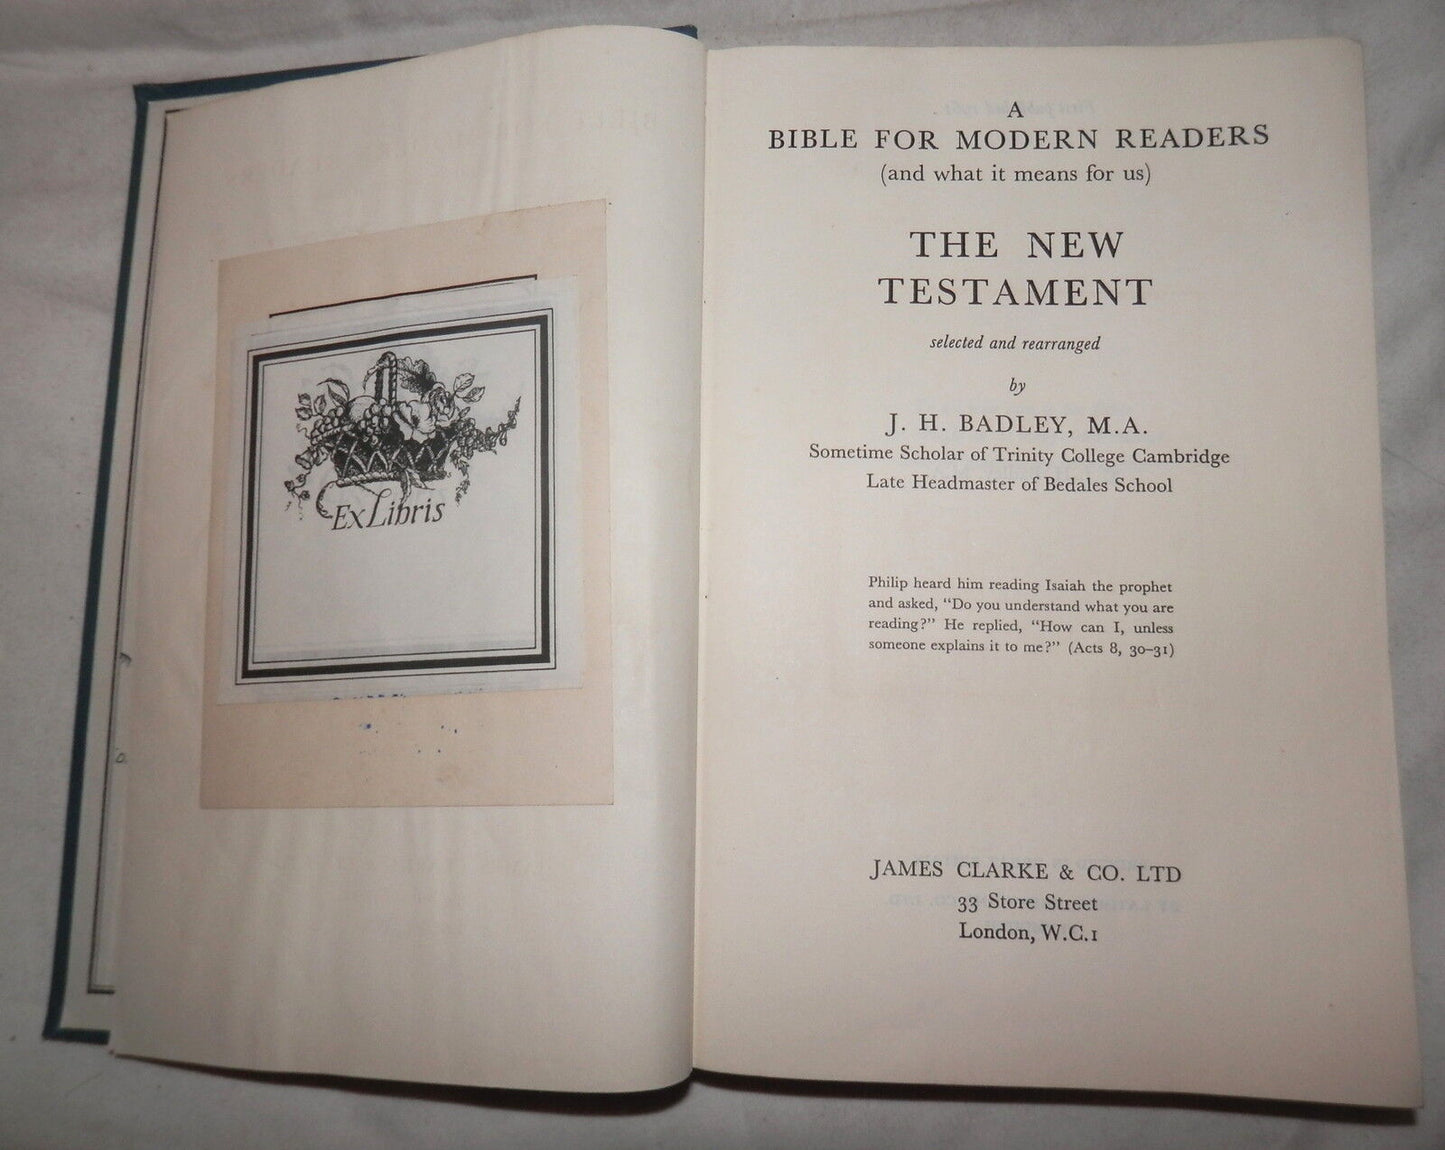 Ex Libris
A
BIBLE FOR MODERN READERS
(and what it means for us)
THE NEW
TESTAMENT
selected and rearranged
by
J. H. BADLEY, M.A.
Sometime Scholar of Trinity College Cambridge
Late Headmaster of Bedales School
Philip heard him reading Isaiah the prophet
and asked, “Do you understand what you are
reading?” He replied, “How can I, unless
someone explains it to me?” (Acts 8, 30–31)
JAMES CLARKE & CO. LTD
33 Store Street
London, W.C.1